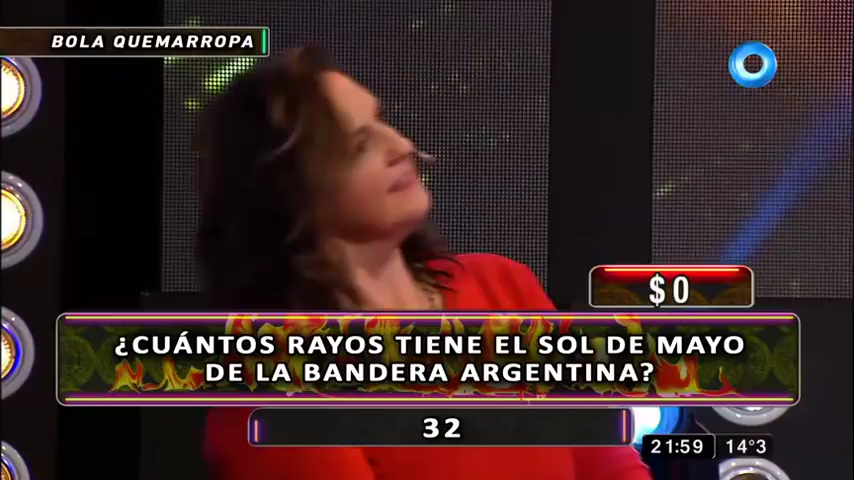 BOLA QUEMARROPA
$0
¿CUÁNTOS RAYOS TIENE EL SOL DE MAYO
DE LA BANDERA ARGENTINA?
32
21:59 14°3